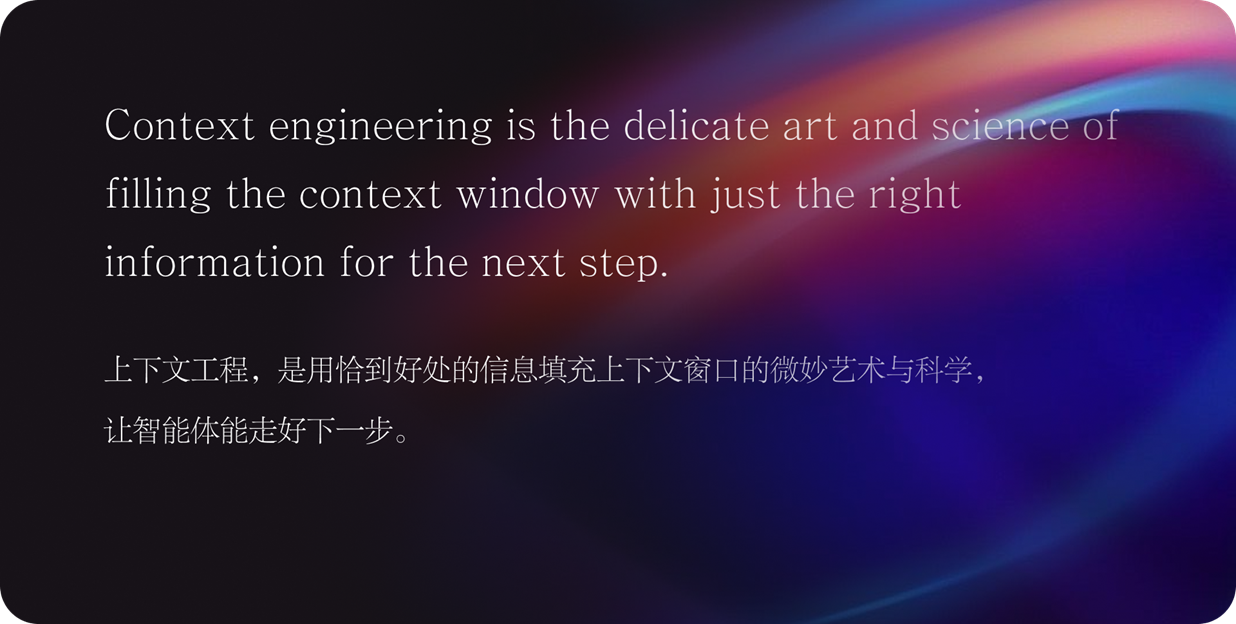 Context engineering is the delicate art and science of
filling the context window with just the right
information for the next step.
上下文工程，是用恰到好处的信息填充上下文窗口的微妙艺术与科学，
让智能体能走好下一步。